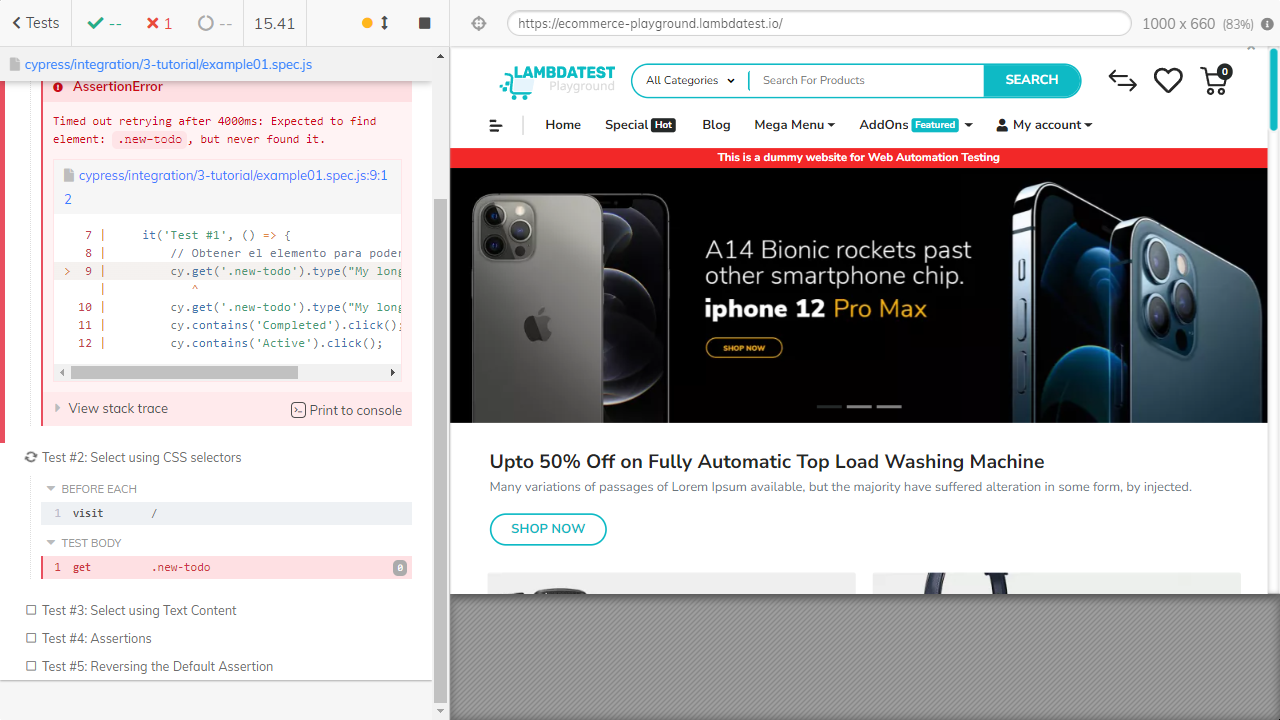 Tests
--
1
--
15.41
https://ecommerce-playground.lambdatest.io/
1000 x 660 (83%)
cypress/integration/3-tutorial/example01.spec.js
AssertionError
Timed out retrying after 4000ms: Expected to find
element: .new-todo, but never found it.
cypress/integration/3-tutorial/example01.spec.js:9:1
2
7 | it('Test #1', () => {
8 | // Obtener el elemento para poder
> 9 | cy.get('.new-todo').type("My long
| ^
10 | cy.get('.new-todo').type("My long
11 | cy.contains('Completed').click();
12 | cy.contains('Active').click();
View stack trace
Print to console
Test #2: Select using CSS selectors
BEFORE EACH
1 visit /
TEST BODY
1 get .new-todo 0
Test #3: Select using Text Content
Test #4: Assertions
Test #5: Reversing the Default Assertion
LAMBDATEST
Playground
All Categories
Search For Products
SEARCH
0
Home
Special Hot
Blog
Mega Menu
AddOns Featured
My account
This is a dummy website for Web Automation Testing
A14 Bionic rockets past
other smartphone chip.
iphone 12 Pro Max
SHOP NOW
Upto 50% Off on Fully Automatic Top Load Washing Machine
Many variations of passages of Lorem Ipsum available, but the majority have suffered alteration in some form, by injected.
SHOP NOW